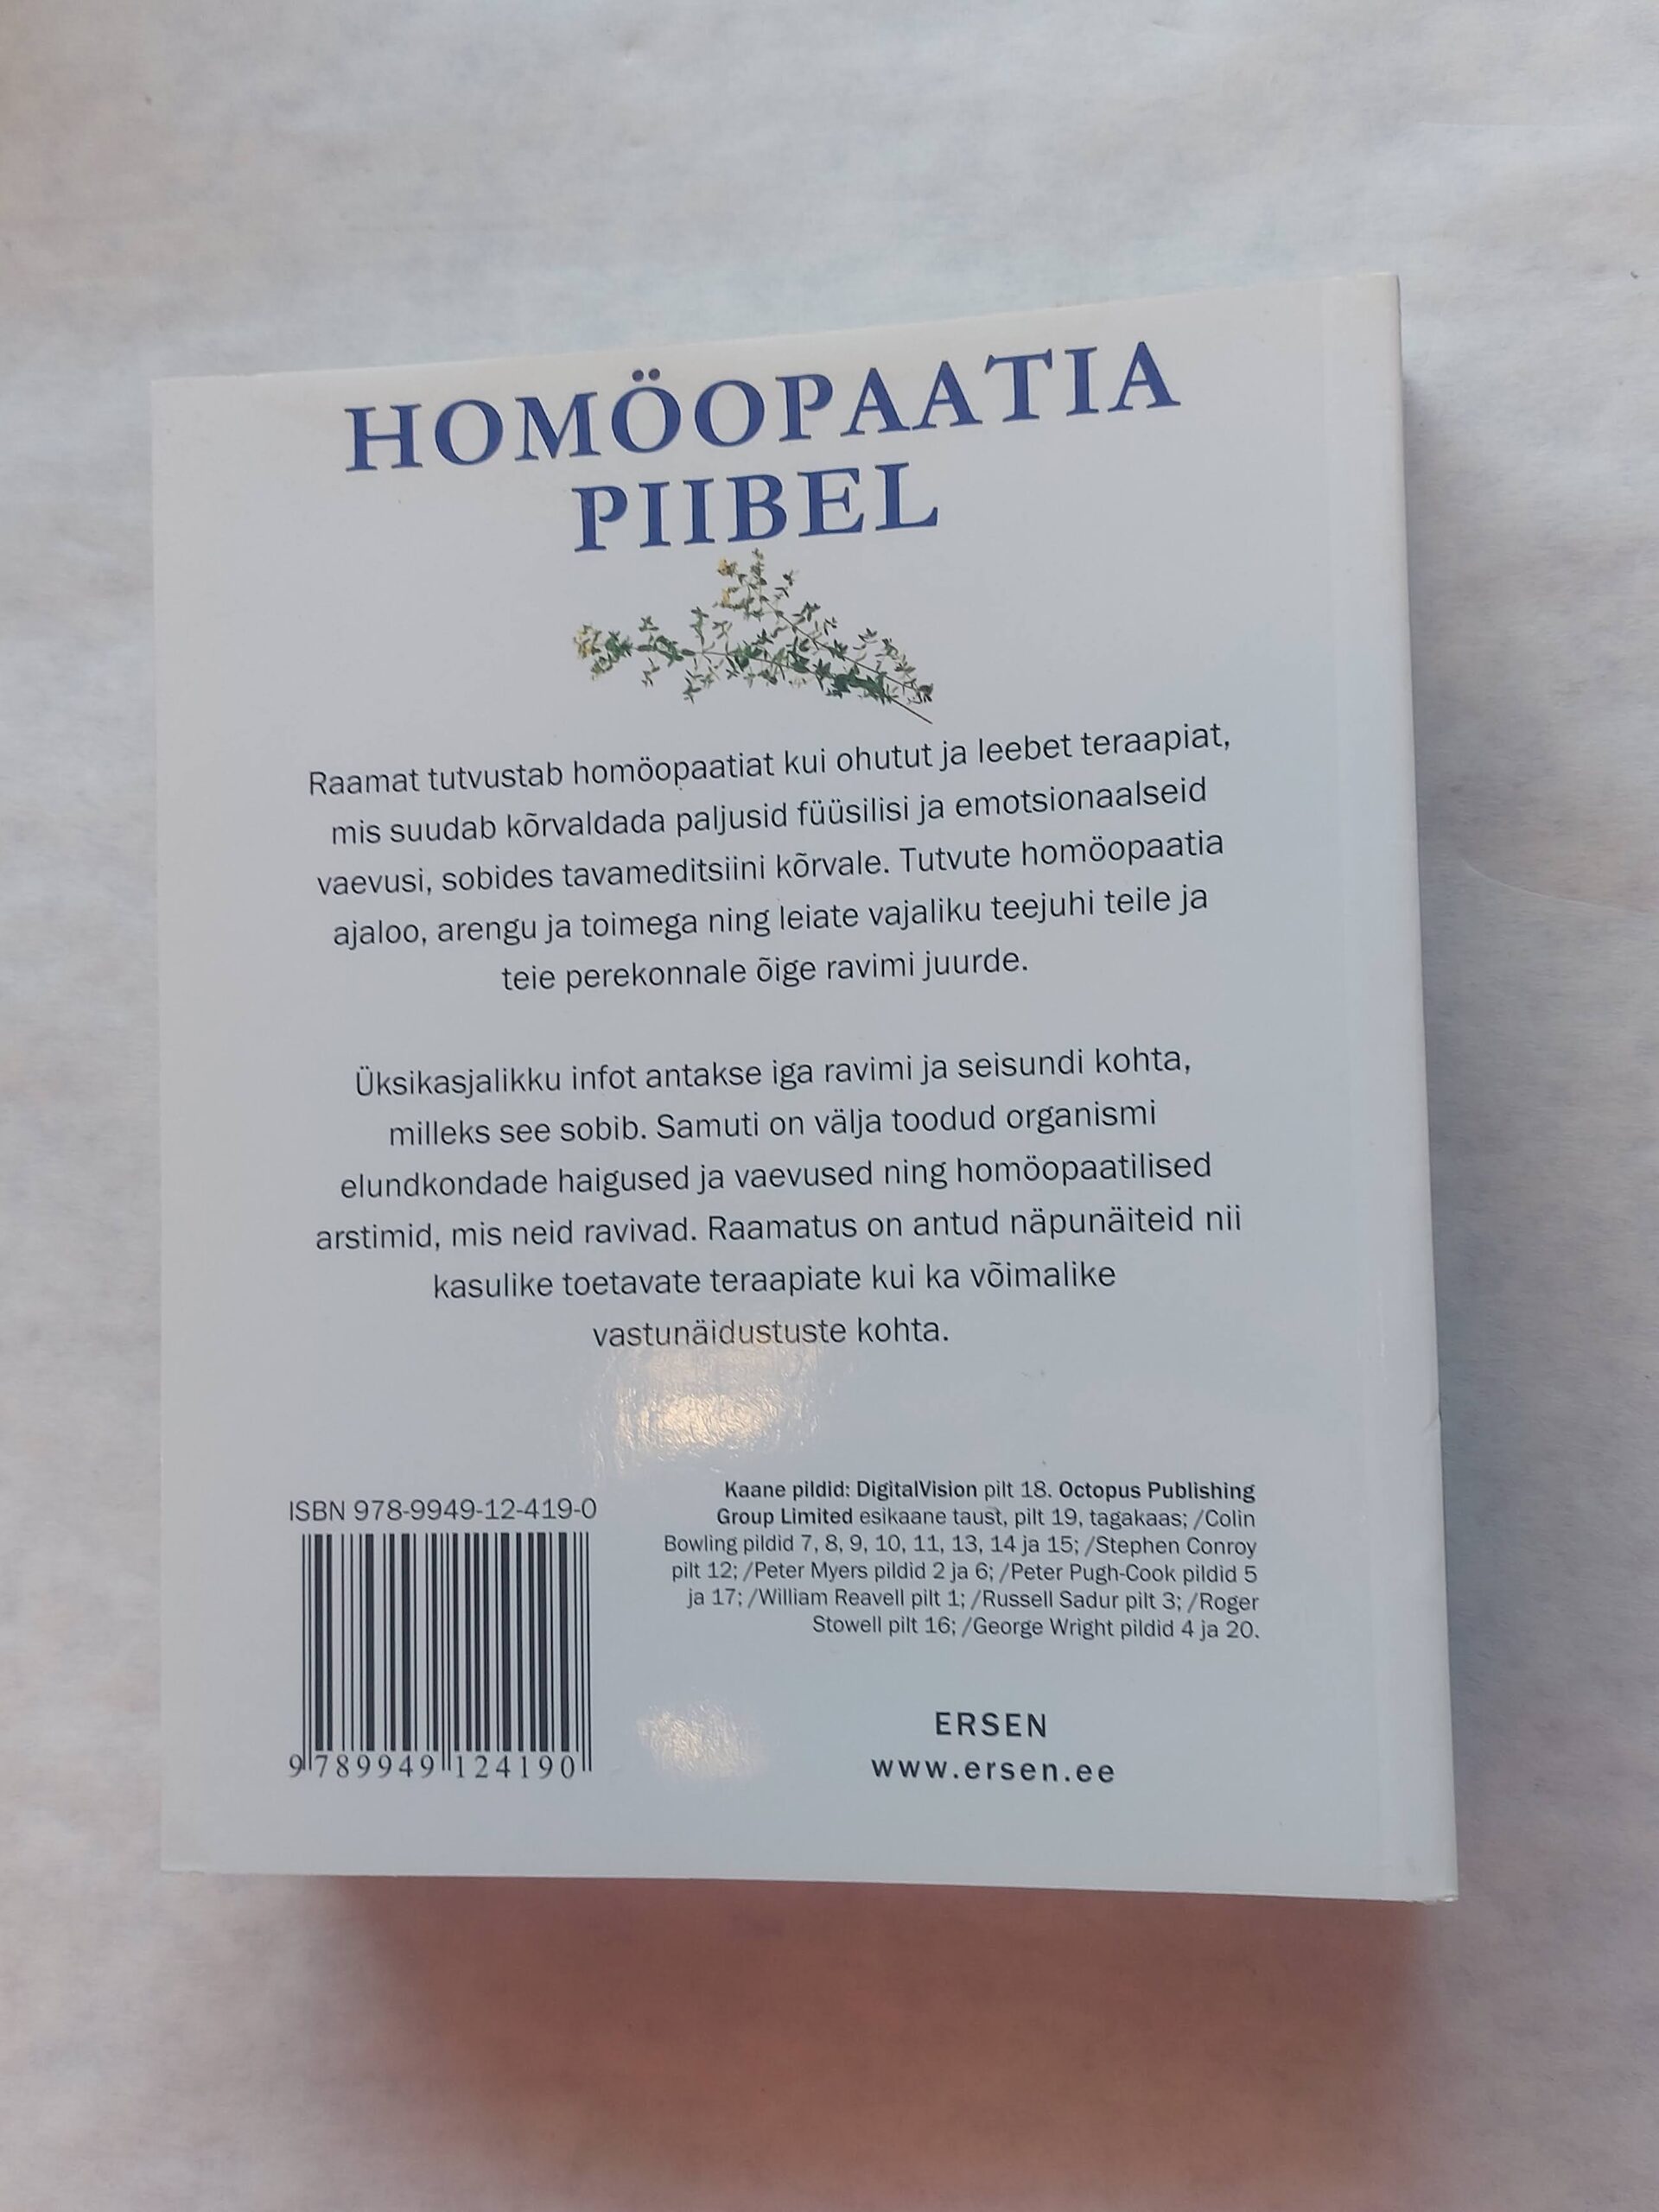 HOMÖOPAATIA
PIIBEL
Raamat tutvustab homöopaatiat kui ohutut ja leebet teraapiat,
mis suudab kõrvaldada paljusid füüsilisi ja emotsionaalseid
vaevusi, sobides tavameditsiini kõrvale. Tutvute homöopaatia
ajaloo, arengu ja toimega ning leiate vajaliku teejuhi teile ja
teie perekonnale õige ravimi juurde.
Üksikasjalikku infot antakse iga ravimi ja seisundi kohta,
milleks see sobib. Samuti on välja toodud organismi
elundkondade haigused ja vaevused ning homöopaatilised
arstimid, mis neid ravivad. Raamatus on antud näpunäiteid nii
kasulike toetavate teraapiate kui ka võimalike
vastunäidustuste kohta.
ISBN 978-9949-12-419-0
9 789949 124190
Kaane pildid: DigitalVision pilt 18. Octopus Publishing
Group Limited esikaane taust, pilt 19, tagakaas; /Colin
Bowling pildid 7, 8, 9, 10, 11, 13, 14 ja 15; /Stephen Conroy
pilt 12; /Peter Myers pildid 2 ja 6; /Peter Pugh-Cook pildid 5
ja 17; /William Reavell pilt 1; /Russell Sadur pilt 3; /Roger
Stowell pilt 16; /George Wright pildid 4 ja 20.
ERSEN
www.ersen.ee